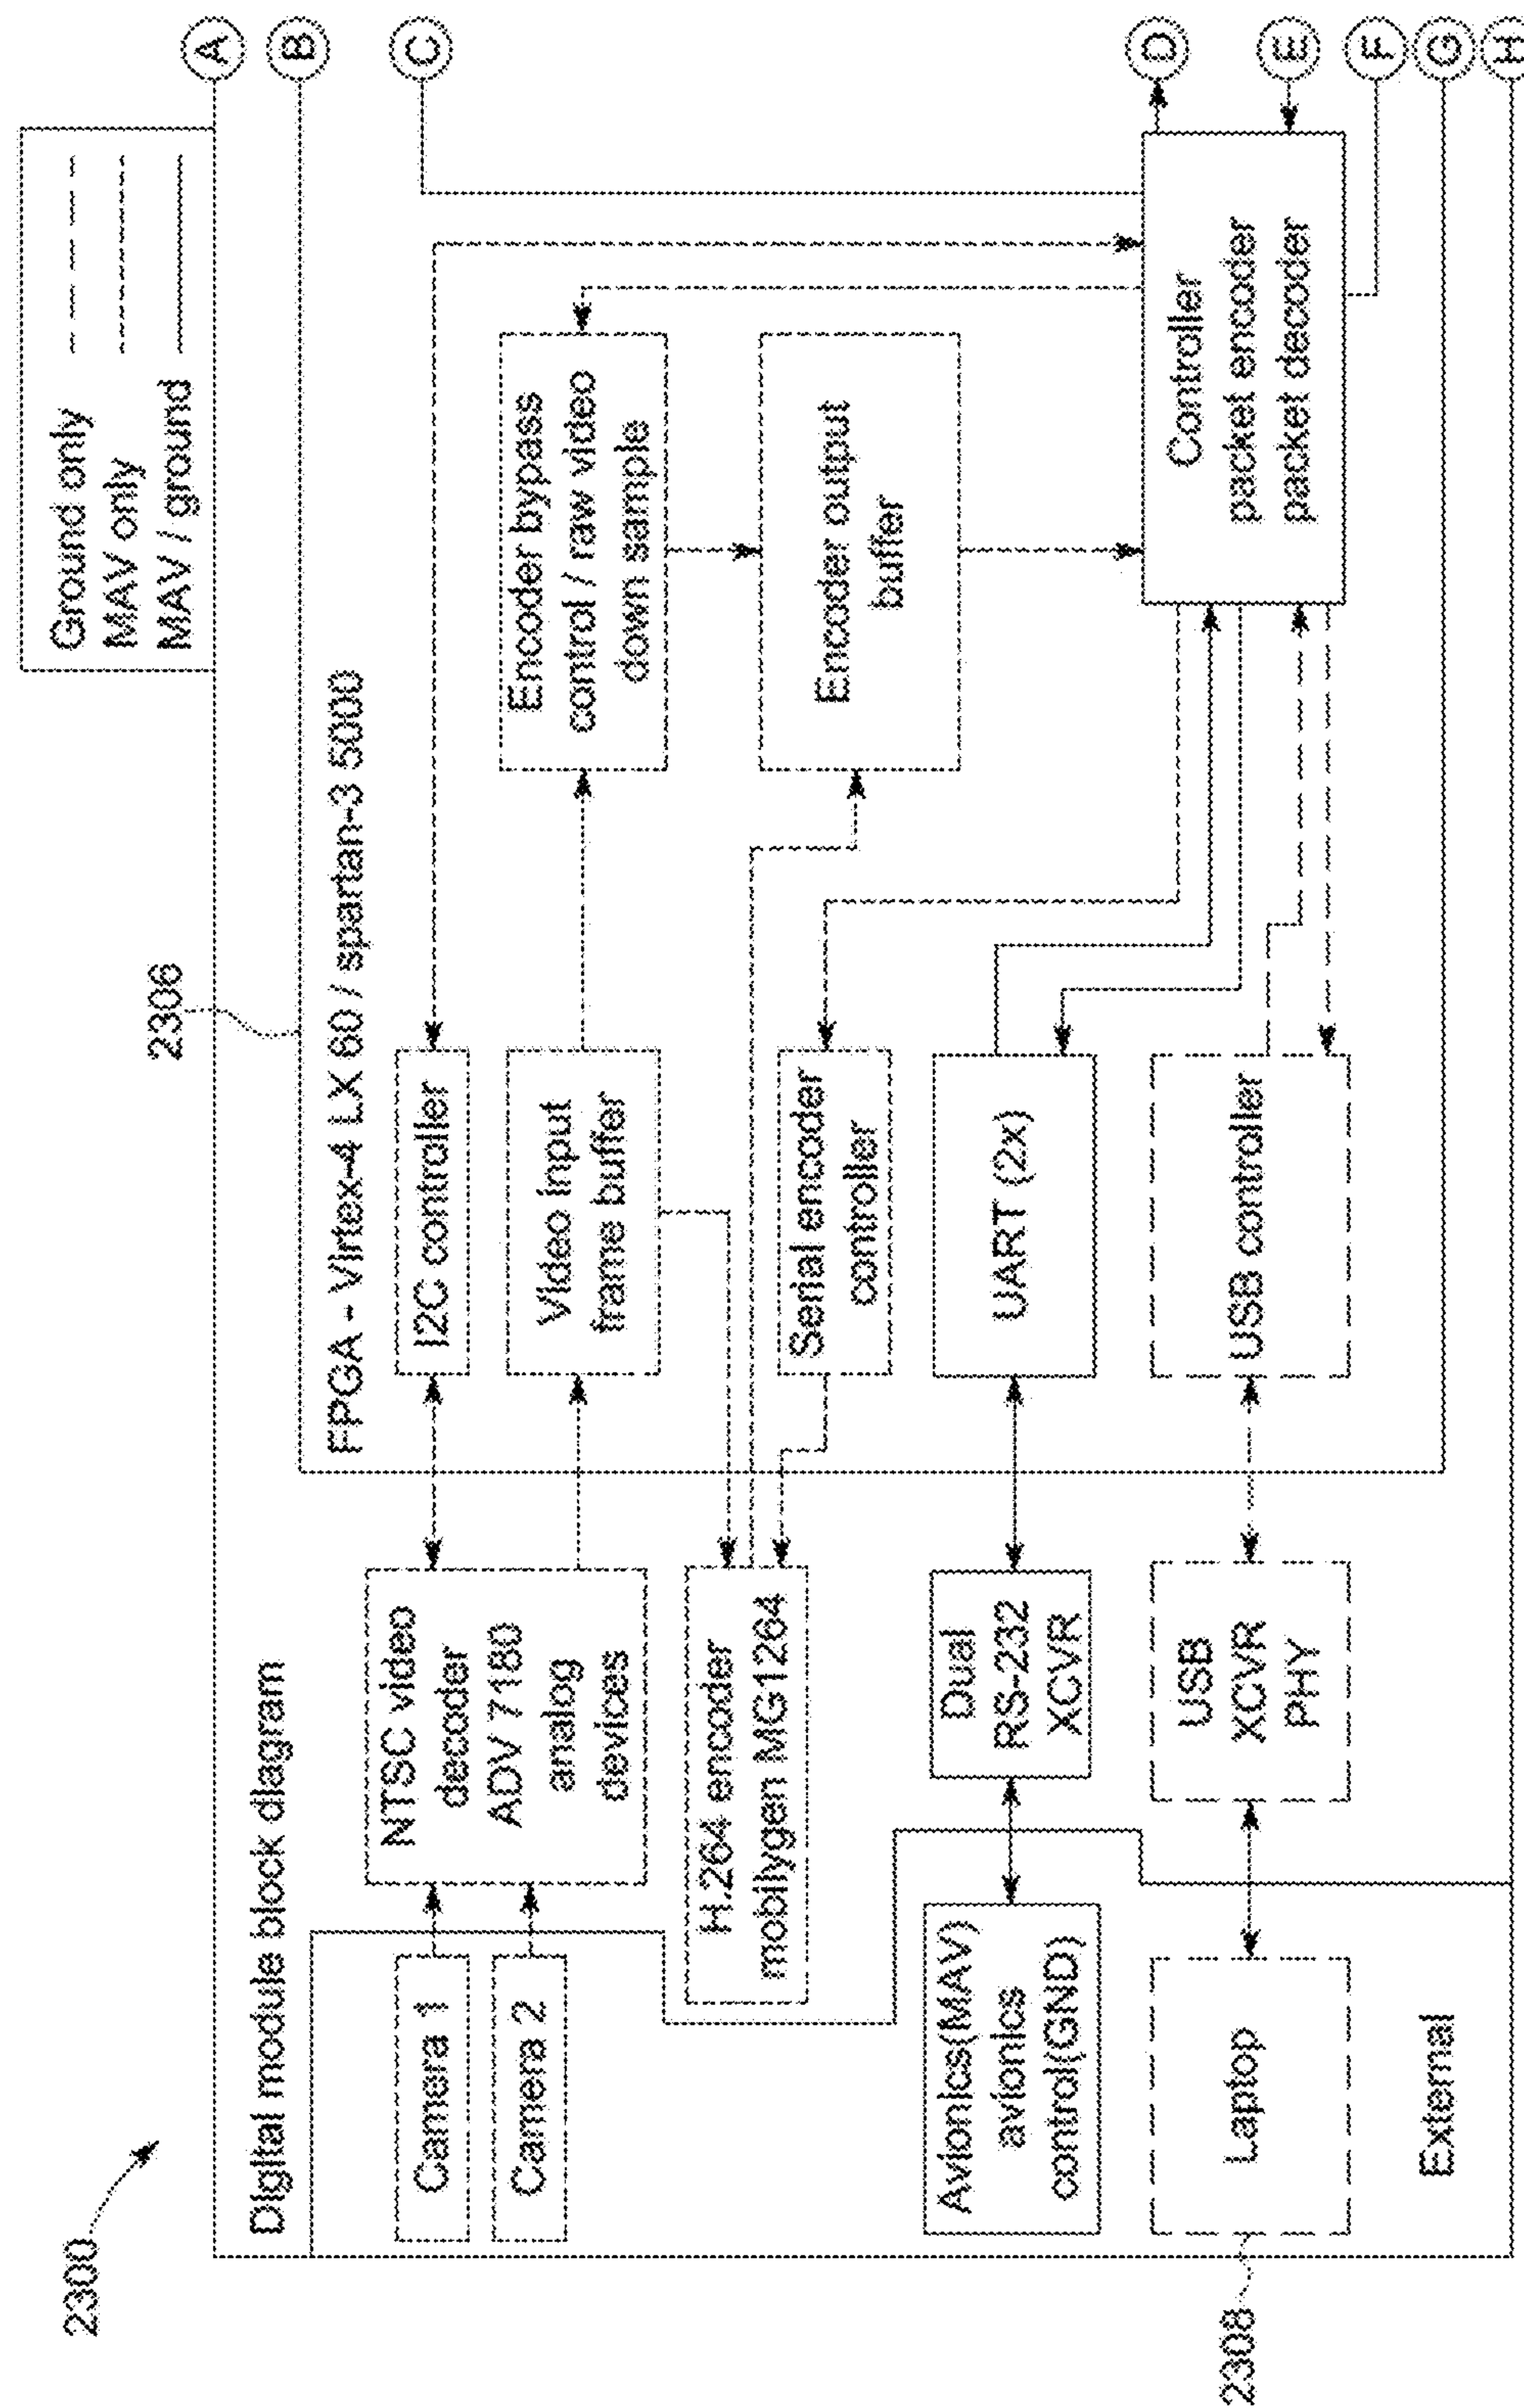 2300
Digital module block diagram
Ground only
MAV only
MAV / ground
2306
FPGA - Virtex-4 LX 60 / spartan-3 5000
A
B
C
D
E
F
G
H
Camera 1
Camera 2
NTSC video
decoder
ADV 7180
analog
devices
I2C controller
Video input
frame buffer
Encoder bypass
control / raw video
down sample
H.264 encoder
mobilygen MG1264
Serial encoder
controller
Encoder output
buffer
Avionics(MAV)
avionics
control(GND)
Dual
RS-232
XCVR
UART (2x)
Controller
packet encoder
packet decoder
Laptop
USB
XCVR
PHY
USB controller
External
2308